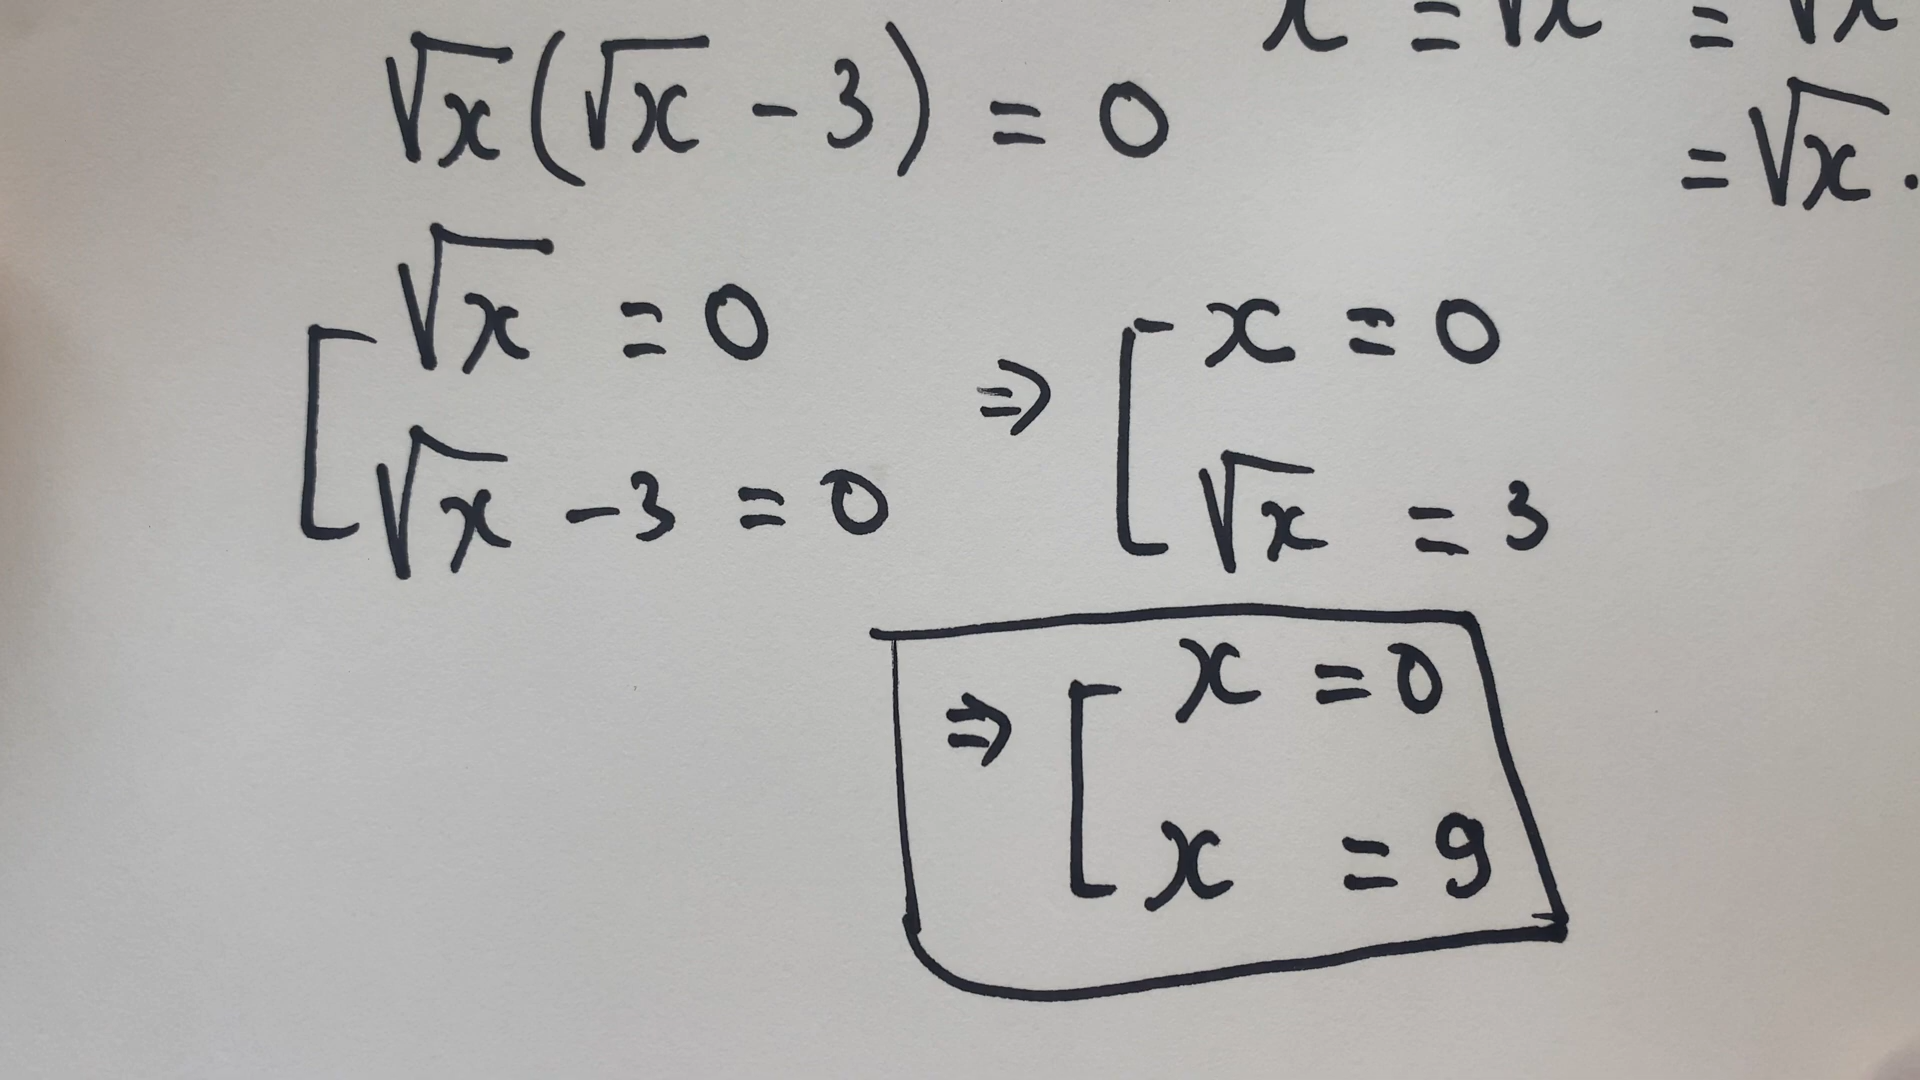 x = √x = √x
√x(√x - 3) = 0
= √x.
√x = 0
√x - 3 = 0
⇒ x = 0
√x = 3
⇒ x = 0
x = 9